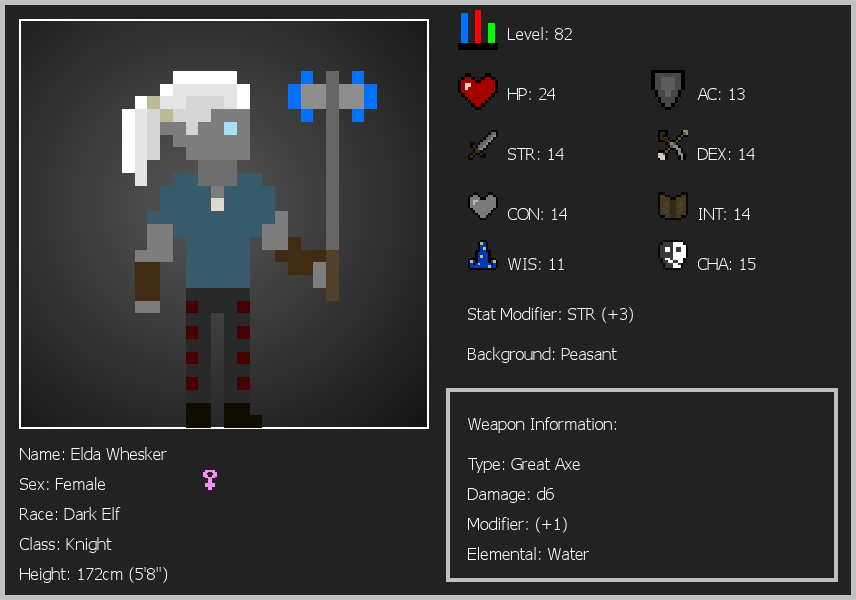 Level: 82
HP: 24
AC: 13
STR: 14
DEX: 14
CON: 14
INT: 14
WIS: 11
CHA: 15
Stat Modifier: STR (+3)
Background: Peasant
Weapon Information:
Type: Great Axe
Damage: d6
Modifier: (+1)
Elemental: Water
Name: Elda Whesker
Sex: Female
Race: Dark Elf
Class: Knight
Height: 172cm (5'8")